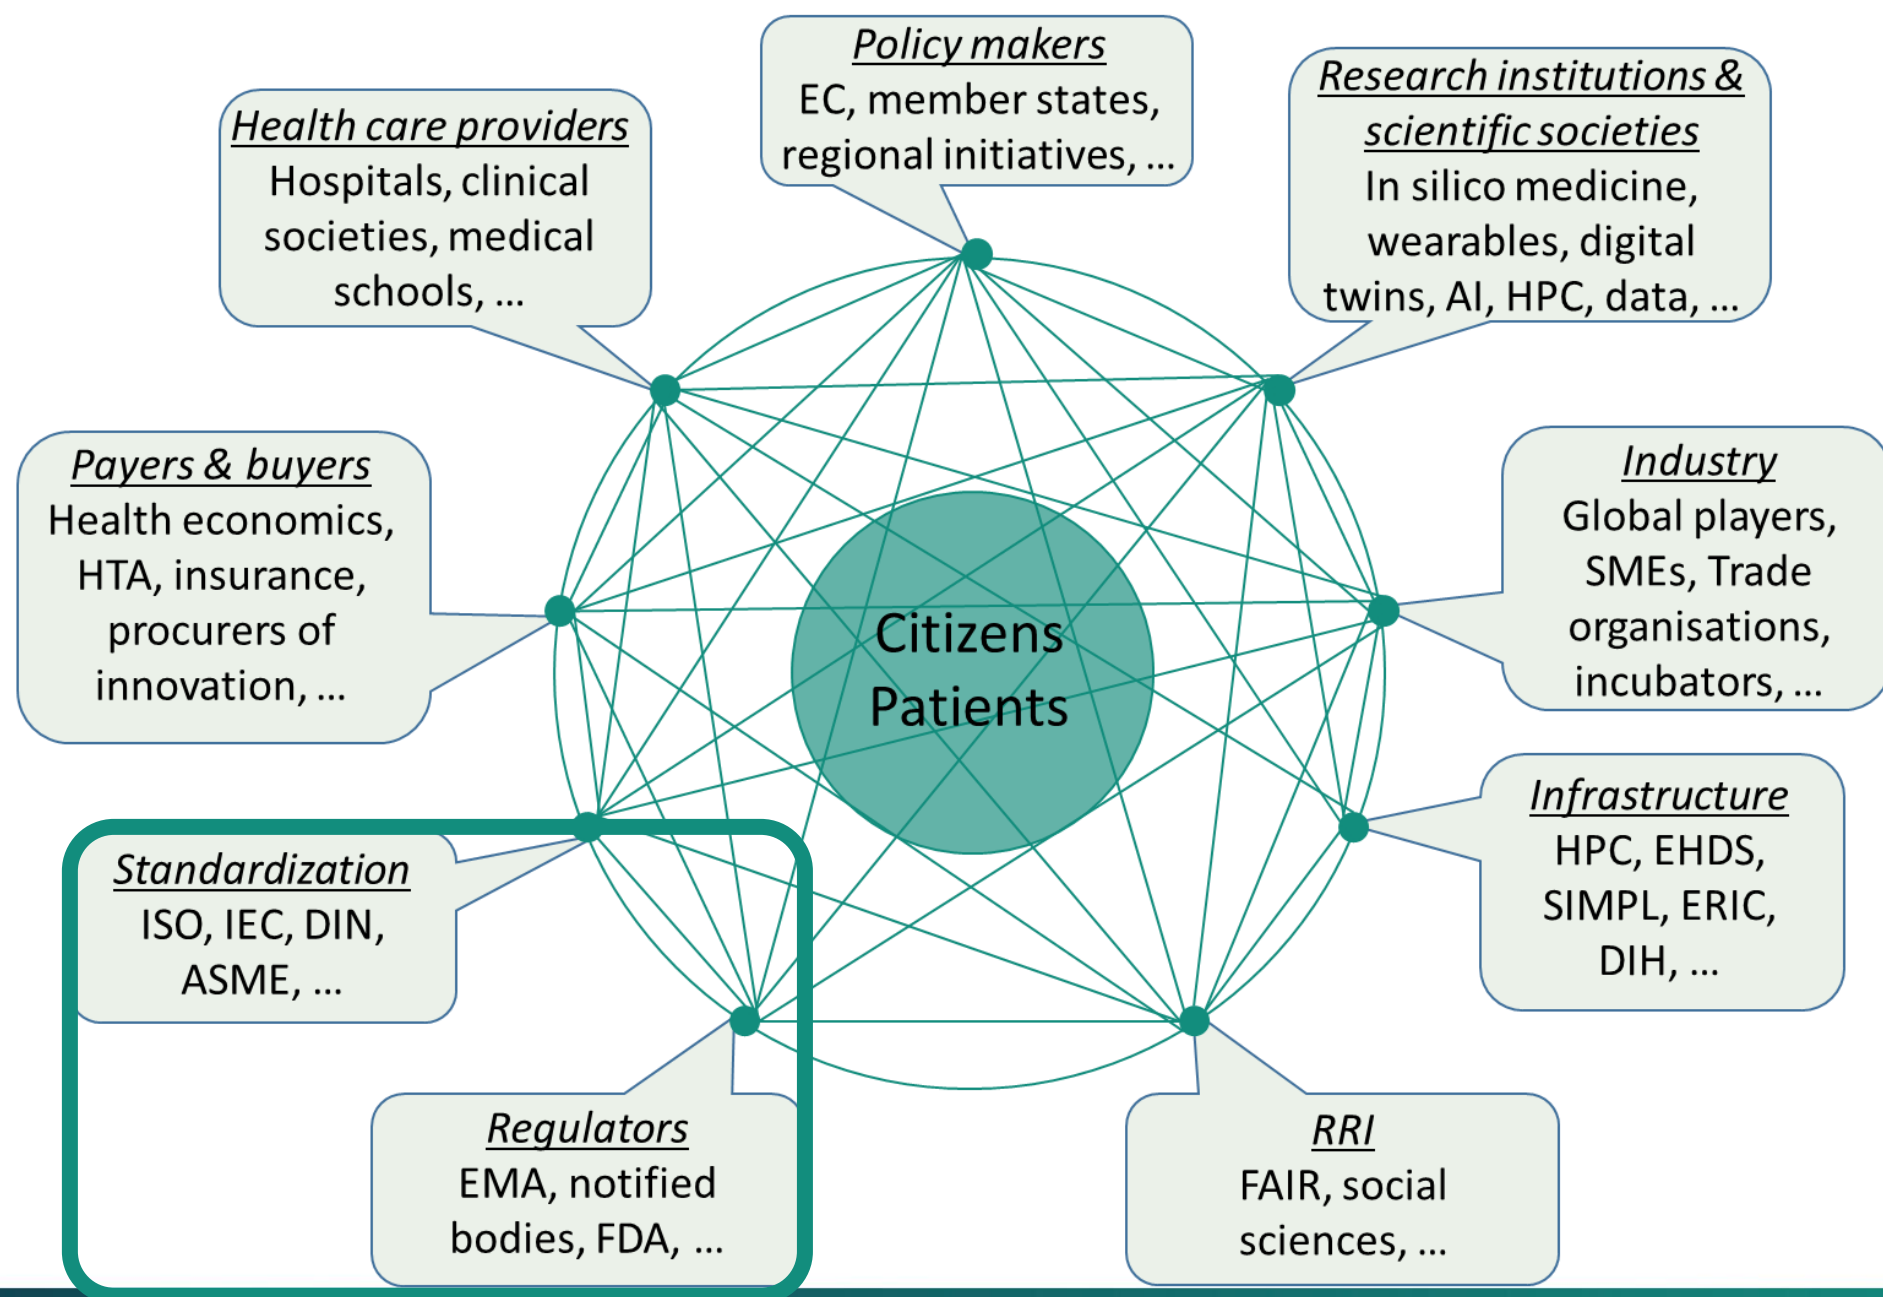 Policy makers
EC, member states,
regional initiatives, ...
Research institutions &
scientific societies
In silico medicine,
wearables, digital
twins, AI, HPC, data, ...
Health care providers
Hospitals, clinical
societies, medical
schools, ...
Payers & buyers
Health economics,
HTA, insurance,
procurers of
innovation, ...
Industry
Global players,
SMEs, Trade
organisations,
incubators, ...
Citizens
Patients
Infrastructure
HPC, EHDS,
SIMPL, ERIC,
DIH, ...
Standardization
ISO, IEC, DIN,
ASME, ...
Regulators
EMA, notified
bodies, FDA, ...
RRI
FAIR, social
sciences, ...